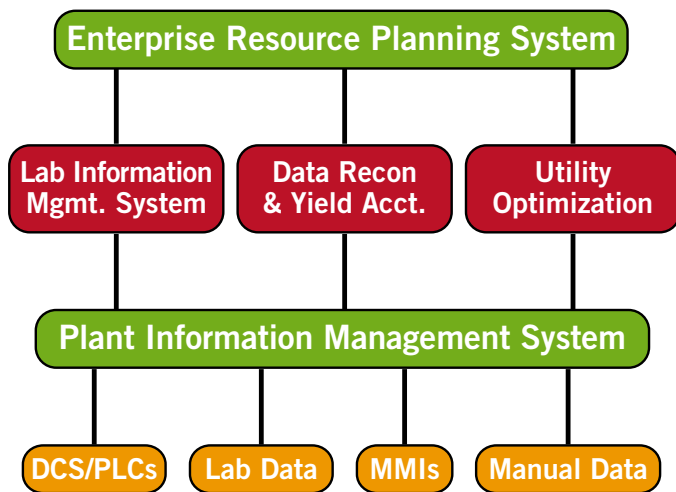 Enterprise Resource Planning System
Lab Information
Mgmt. System
Data Recon
& Yield Acct.
Utility
Optimization
Plant Information Management System
DCS/PLCs
Lab Data
MMIs
Manual Data